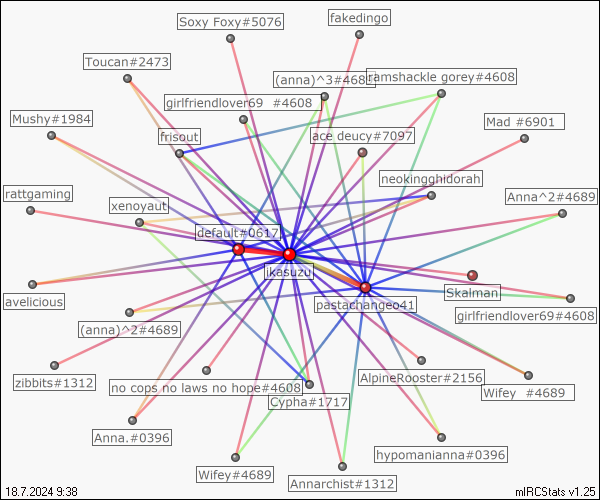 Soxy Foxy#5076
fakedingo
Toucan#2473
(anna)^3#4689
ramshackle gorey#4608
girlfriendlover69 #4608
Mushy#1984
frisout
ace deucy#7097
Mad #6901
neokingghidorah
rattgaming
xenoyaut
Anna^2#4689
default#0617
ikasuzu
Skalman
avelicious
pastachangeo41
girlfriendlover69#4608
(anna)^2#4689
zibbits#1312
no cops no laws no hope#4608
AlpineRooster#2156
Cypha#1717
Wifey #4689
Anna.#0396
hypomanianna#0396
Wifey#4689
Annarchist#1312
18.7.2024 9:38
mIRCStats v1.25